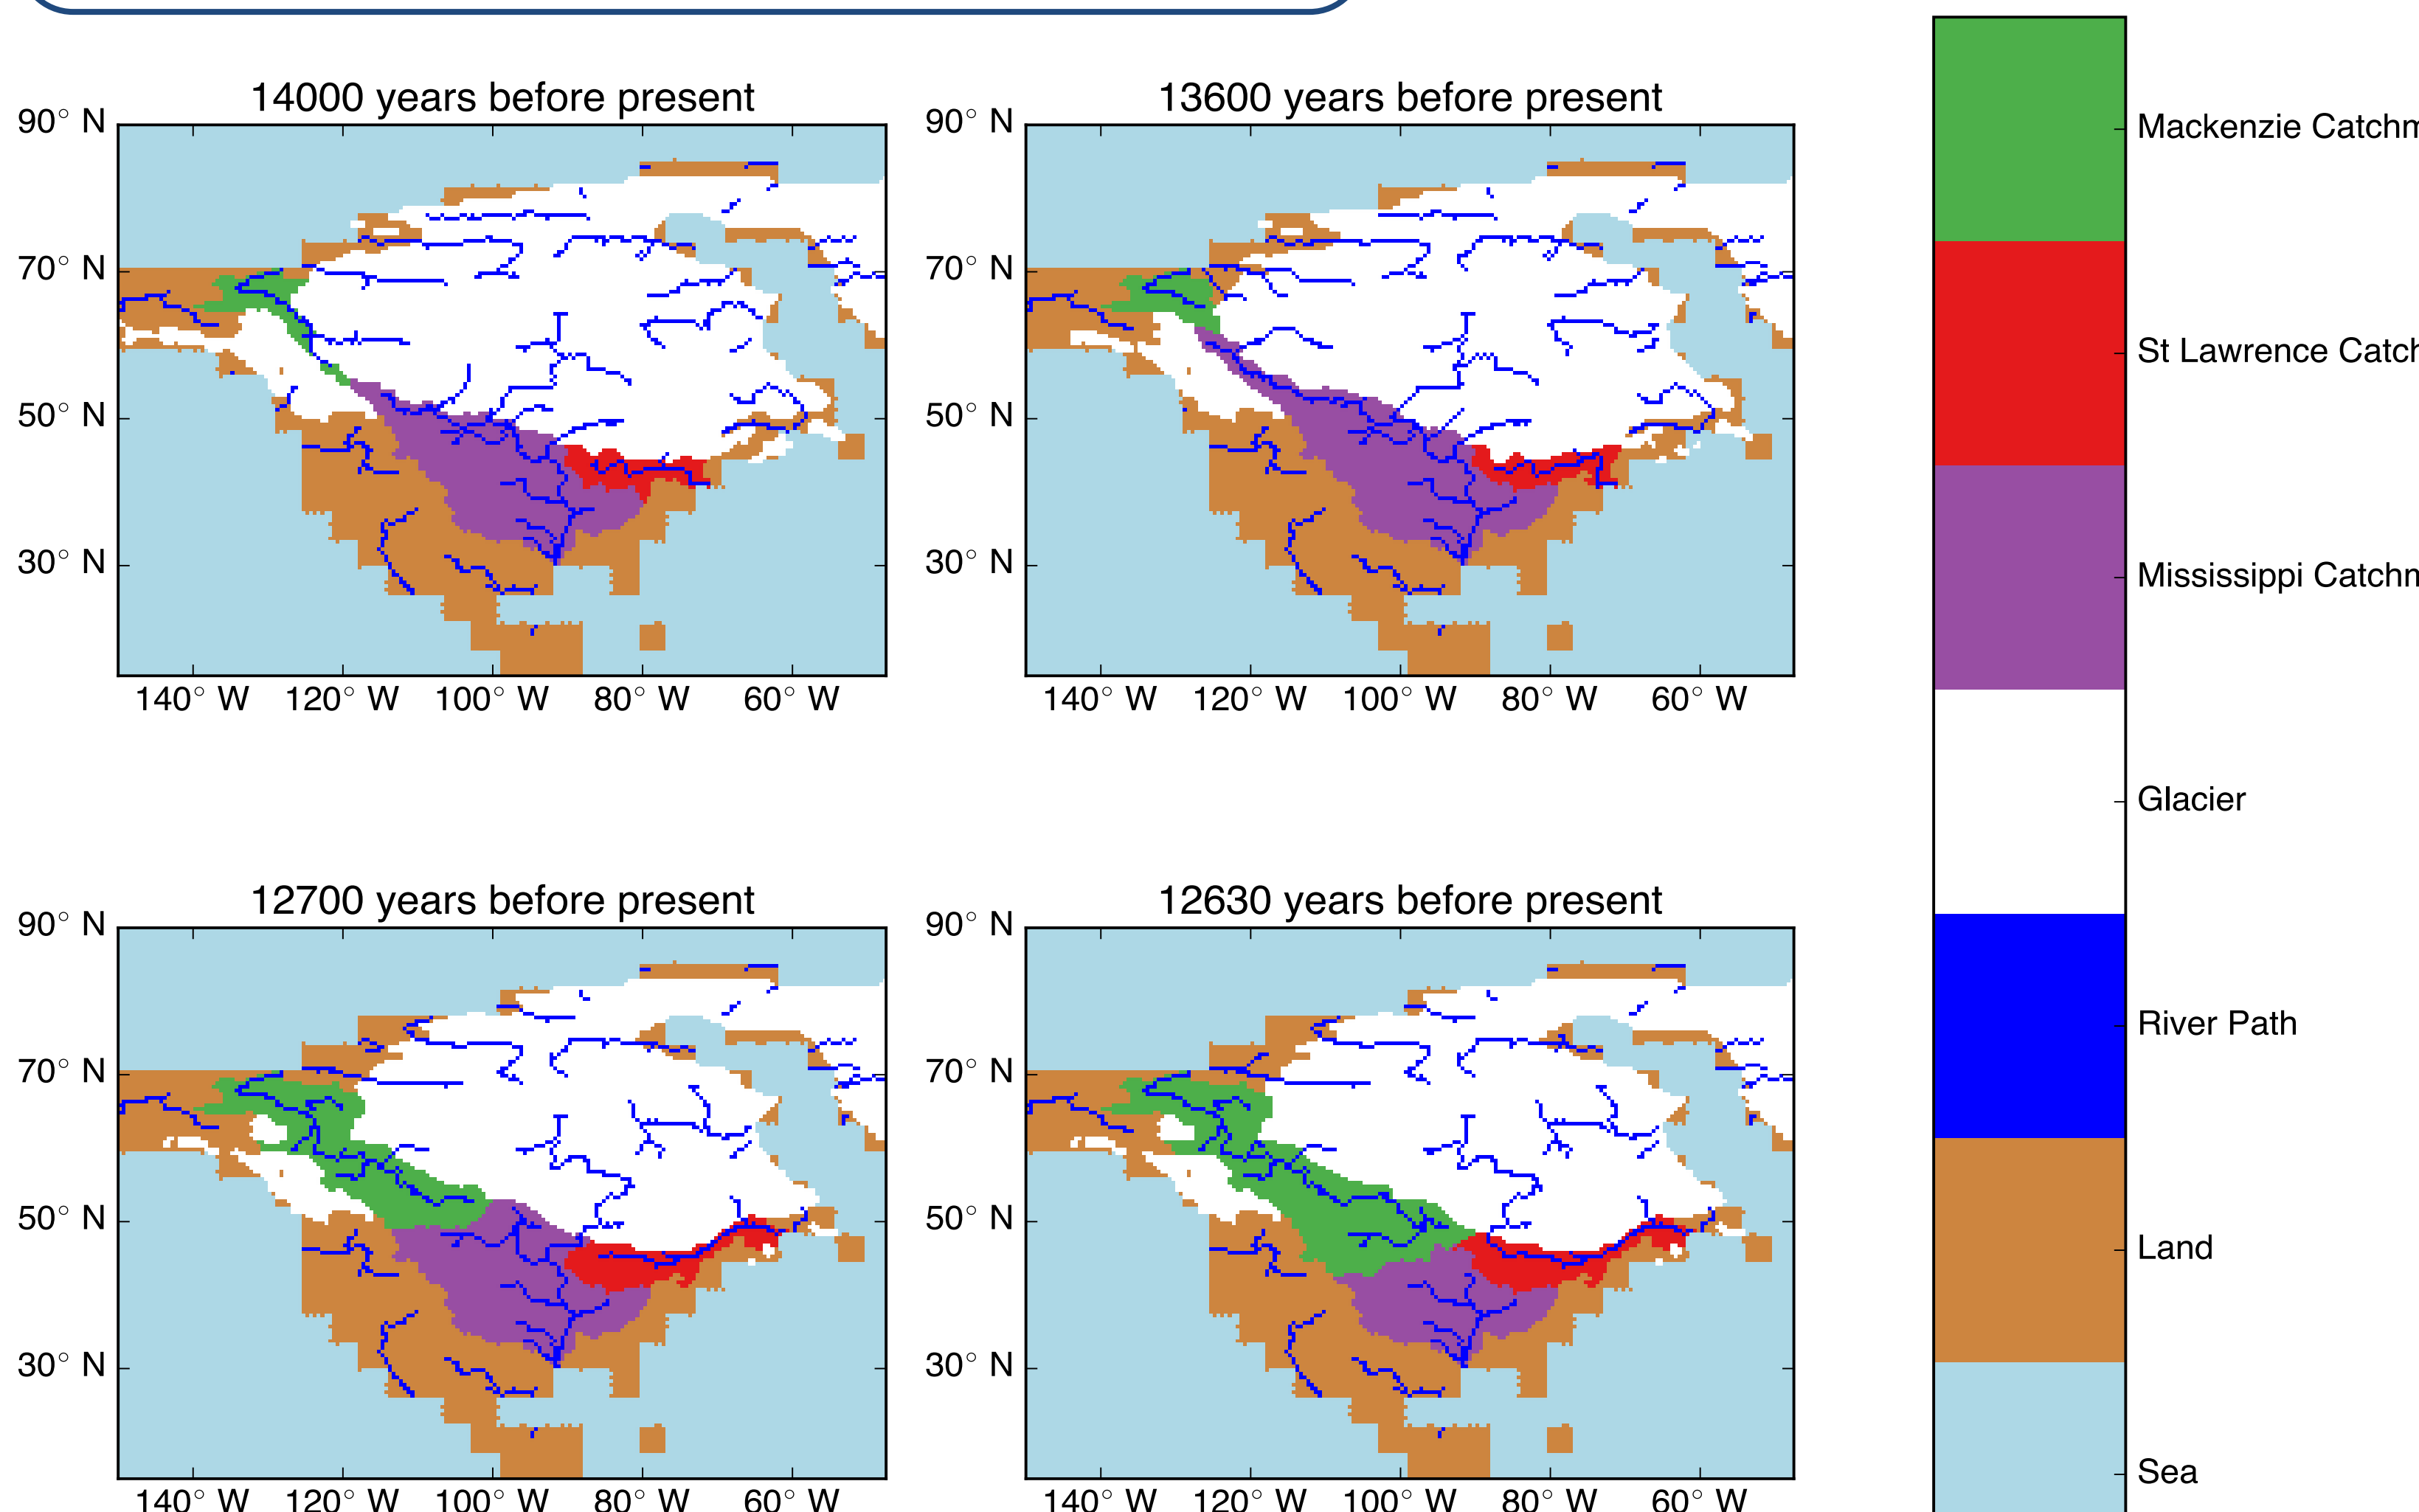 14000 years before present
13600 years before present
90° N
70° N
50° N
30° N
140° W 120° W 100° W 80° W 60° W
90° N
70° N
50° N
30° N
140° W 120° W 100° W 80° W 60° W
12700 years before present
12630 years before present
90° N
70° N
50° N
30° N
140° W 120° W 100° W 80° W 60° W
90° N
70° N
50° N
30° N
140° W 120° W 100° W 80° W 60° W
Mackenzie
St Lawrence
Mississippi
Glacier
River Path
Land
Sea